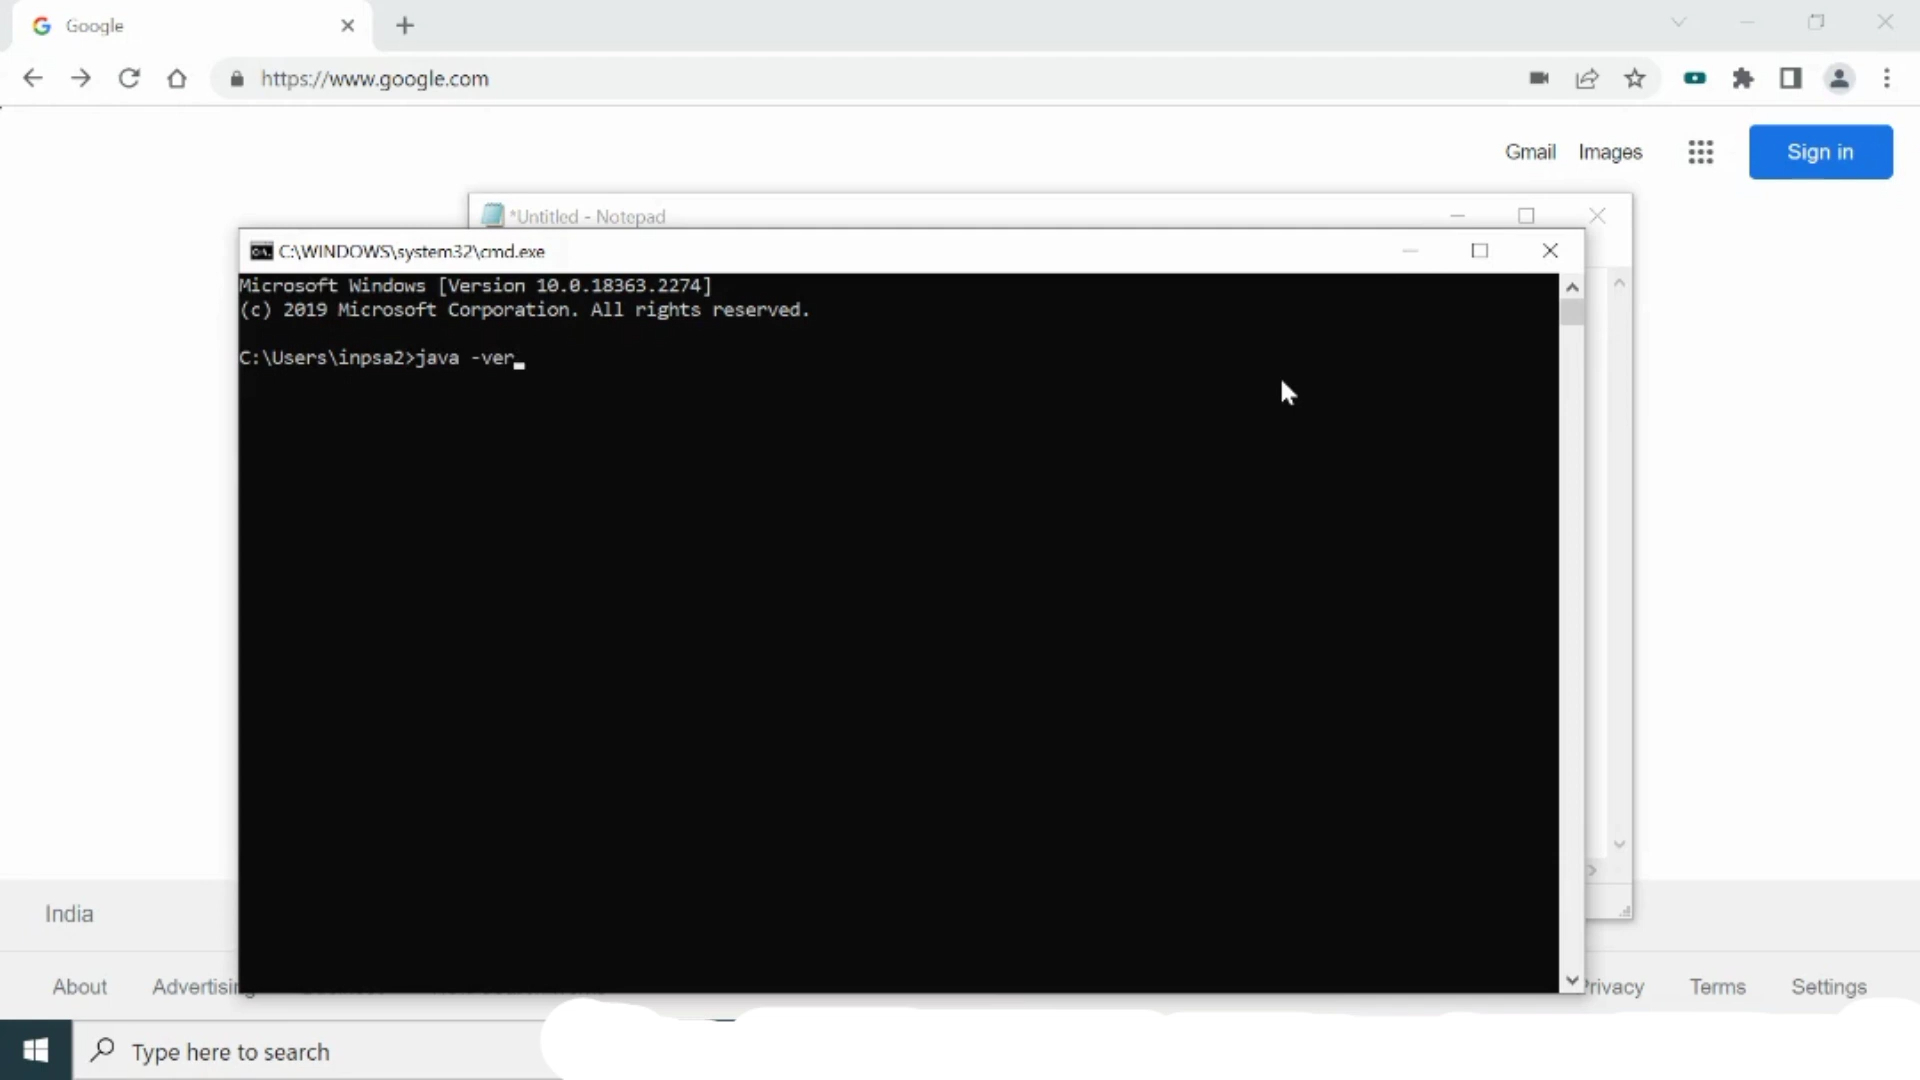 Google
https://www.google.com
Gmail Images Sign in
*Untitled - Notepad
C:\WINDOWS\system32\cmd.exe
Microsoft Windows [Version 10.0.18363.2274]
(c) 2019 Microsoft Corporation. All rights reserved.
C:\Users\inpsa2>java -ver
India
About Advertising Privacy Terms Settings
Type here to search